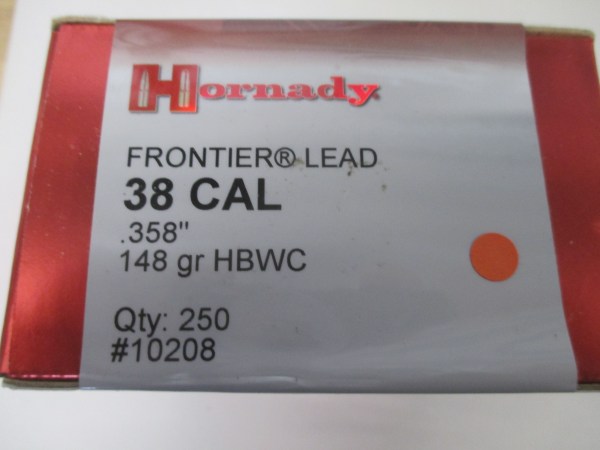 Hornady
FRONTIER® LEAD
38 CAL
.358"
148 gr HBWC
Qty: 250
#10208